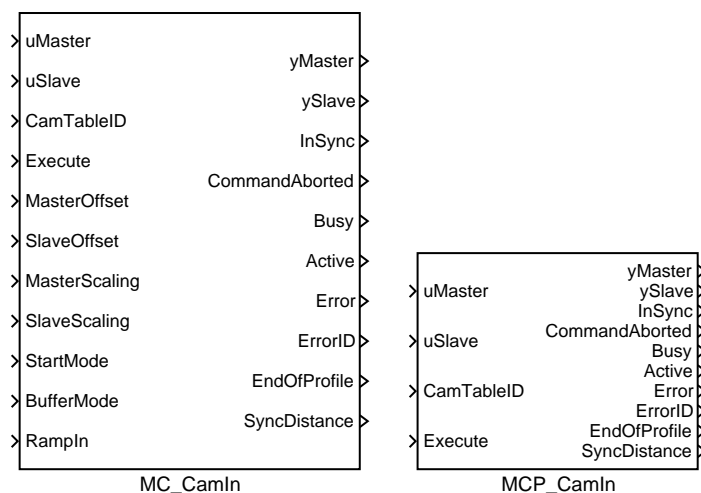 uMaster
uSlave
CamTableID
Execute
MasterOffset
SlaveOffset
MasterScaling
SlaveScaling
StartMode
BufferMode
RampIn
yMaster
ySlave
InSync
CommandAborted
Busy
Active
Error
ErrorID
EndOfProfile
SyncDistance
MC_CamIn
uMaster
uSlave
CamTableID
Execute
yMaster
ySlave
InSync
CommandAborted
Busy
Active
Error
ErrorID
EndOfProfile
SyncDistance
MCP_CamIn